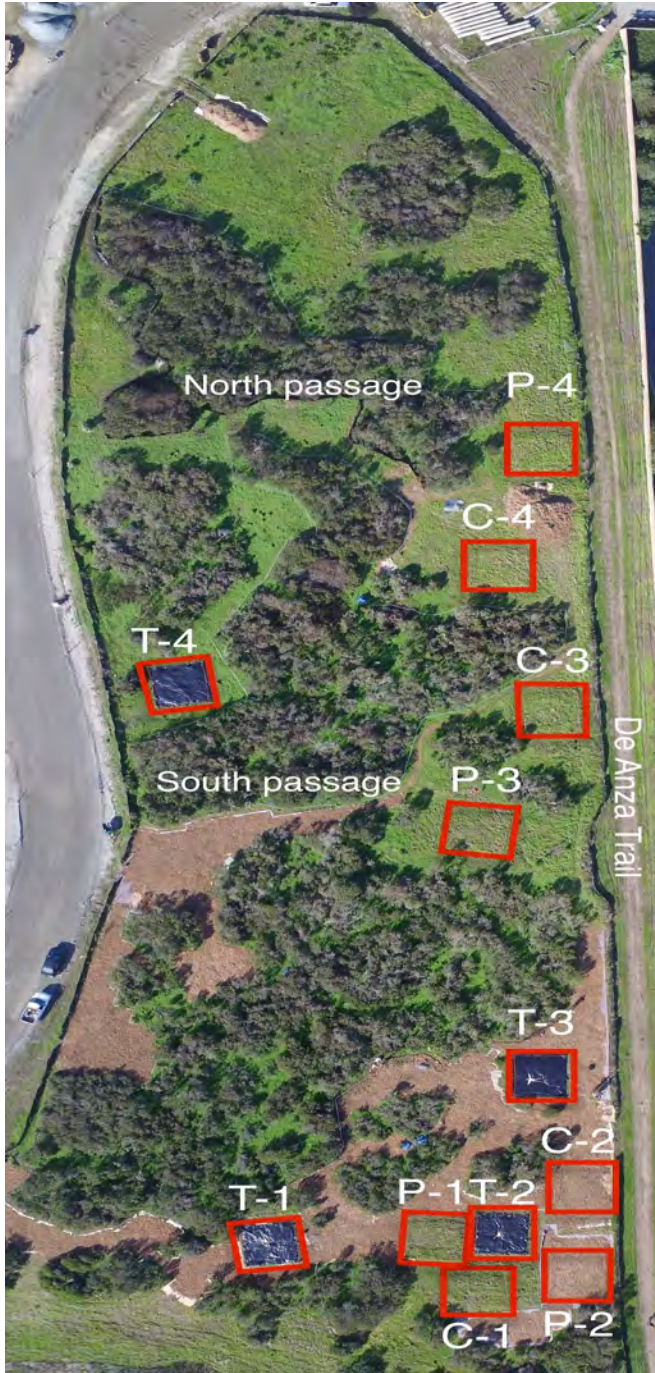 P-4
North passage
C-4
T-4
C-3
De Anza Trail
South passage
P-3
T-3
C-2
T-1
P-1
T-2
C-1
P-2